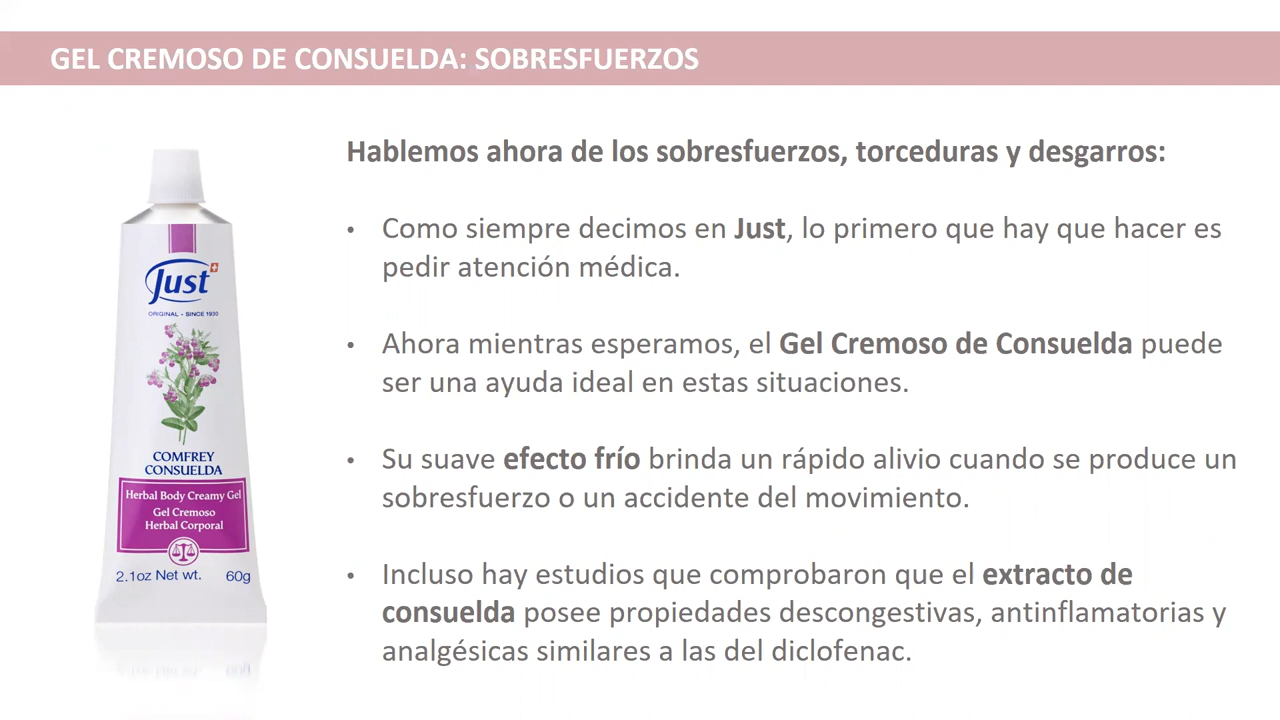 GEL CREMOSO DE CONSUELDA: SOBRESFUERZOS
Hablemos ahora de los sobresfuerzos, torceduras y desgarros:
• Como siempre decimos en Just, lo primero que hay que hacer es
pedir atención médica.
• Ahora mientras esperamos, el Gel Cremoso de Consuelda puede
ser una ayuda ideal en estas situaciones.
• Su suave efecto frío brinda un rápido alivio cuando se produce un
sobresfuerzo o un accidente del movimiento.
• Incluso hay estudios que comprobaron que el extracto de
consuelda posee propiedades descongestivas, antinflamatorias y
analgésicas similares a las del diclofenac.
Just
ORIGINAL - SINCE 1930
COMFREY
CONSUELDA
Herbal Body Creamy Gel
Gel Cremoso
Herbal Corporal
2.1oz Net wt. 60g